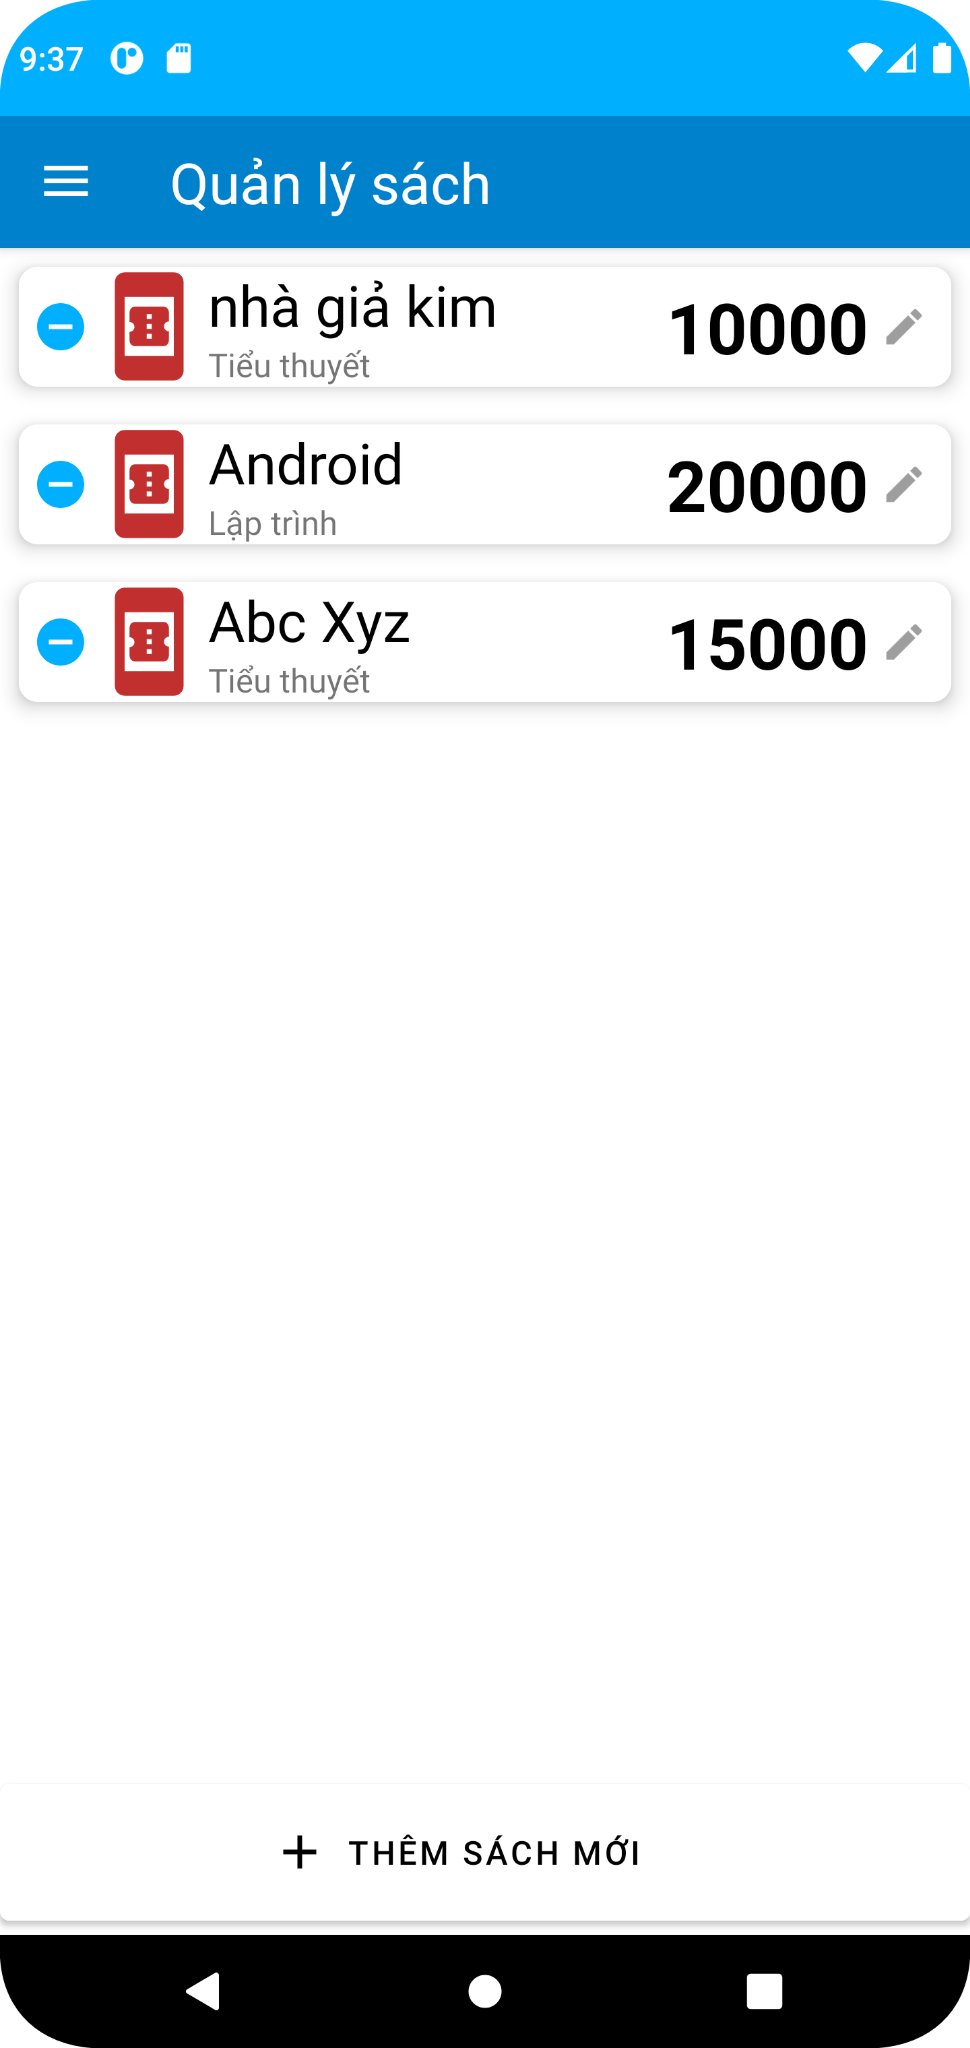 9:37
Quản lý sách
nhà giả kim
Tiểu thuyết
10000
Android
Lập trình
20000
Abc Xyz
Tiểu thuyết
15000
THÊM SÁCH MỚI